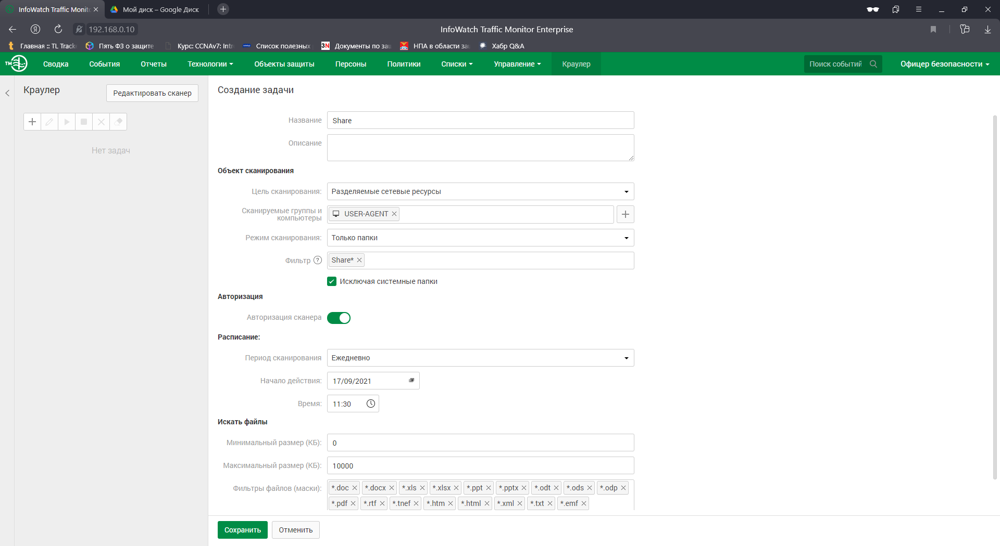 InfoWatch Traffic Monito
Мой диск – Google Диск
192.168.0.10
InfoWatch Traffic Monitor Enterprise
Главная :: TL Track
Пять ФЗ о защите
Курс: CCNAv7: Intr
Список полезных
3N Документы по защ
НПА в области за
Хабр Q&A
TM
Сводка
События
Отчеты
Технологии
Объекты защиты
Персоны
Политики
Списки
Управление
Краулер
Поиск событий
Офицер безопасности
Краулер
Редактировать сканер
Нет задач
Создание задачи
Название
Share
Описание
Объект сканирования
Цель сканирования:
Разделяемые сетевые ресурсы
Сканируемые группы и
компьютеры
USER-AGENT
Режим сканирования:
Только папки
Фильтр ?
Share*
Исключая системные папки
Авторизация
Авторизация сканера
Расписание:
Период сканирования
Ежедневно
Начало действия:
17/09/2021
Время:
11:30
Искать файлы
Минимальный размер (КБ):
0
Максимальный размер (КБ):
10000
Фильтры файлов (маски):
*.doc *.docx *.xls *.xlsx *.ppt *.pptx *.odt *.ods *.odp
*.pdf *.rtf *.tnef *.htm *.html *.xml *.txt *.emf
Сохранить
Отменить